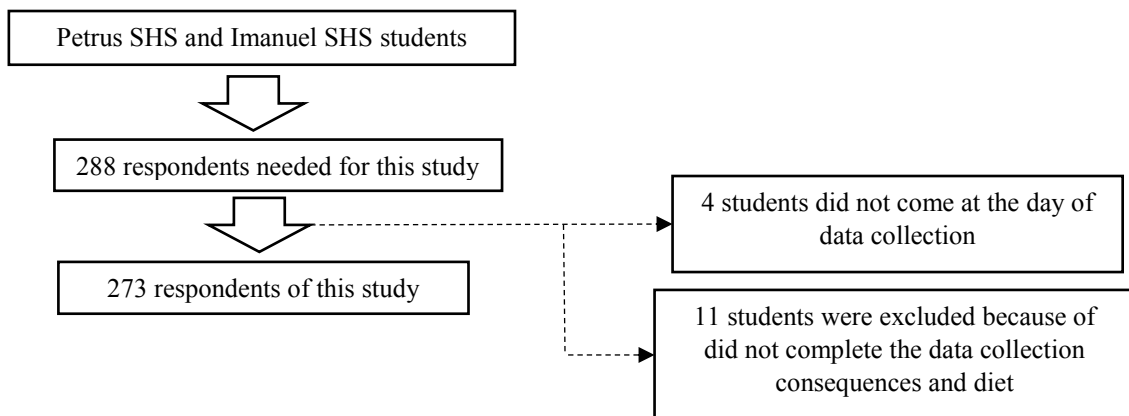 Petrus SHS and Imanuel SHS students
288 respondents needed for this study
4 students did not come at the day of
data collection
273 respondents of this study
11 students were excluded because of
did not complete the data collection
consequences and diet